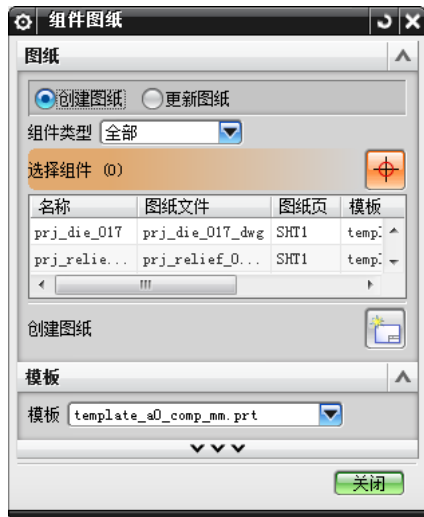 组件图纸
图纸
创建图纸 更新图纸
组件类型 全部
选择组件 (0)
名称 图纸文件 图纸页 模板
prj_die_017 prj_die_017_dwg SHT1 templ
prj_relie... prj_relief_0... SHT1 templ
创建图纸
模板
模板 template_a0_comp_mm.prt
关闭